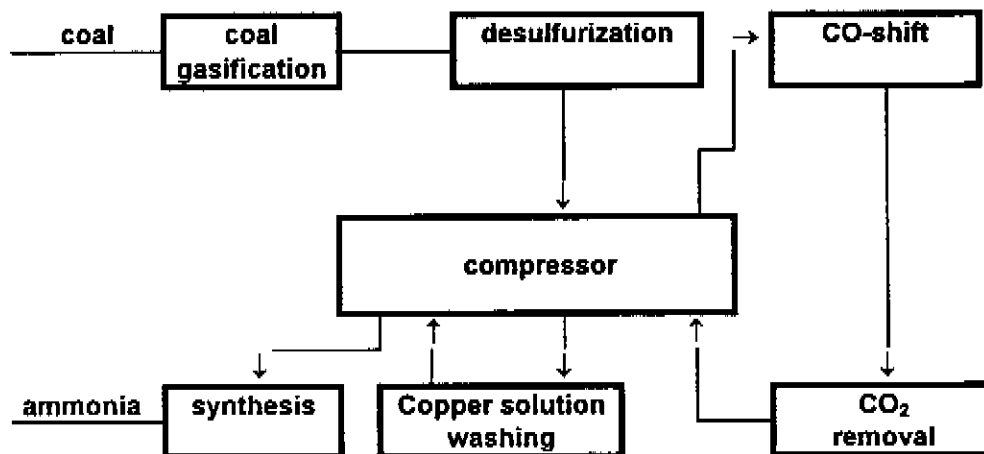 coal
coal
gasification
desulfurization
CO-shift
compressor
ammonia
synthesis
Copper solution
washing
CO₂
removal